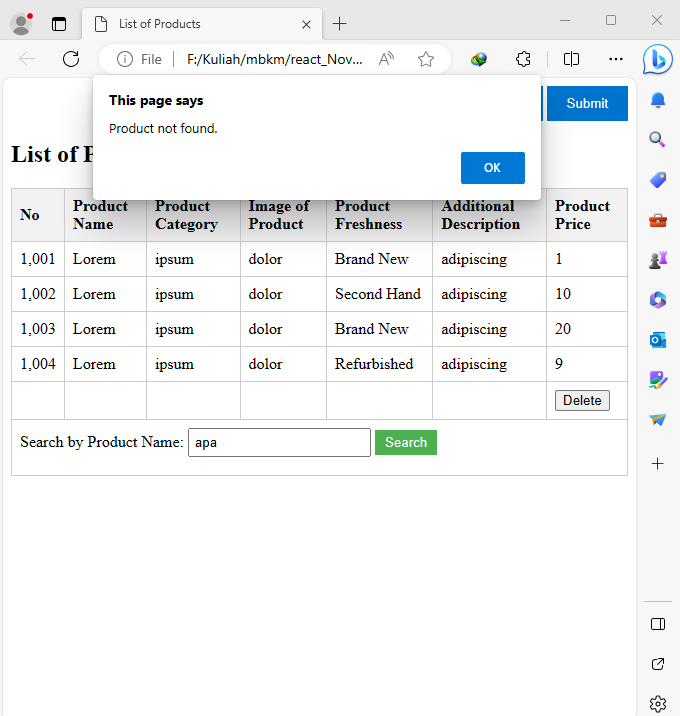 List of Products
File
F:/Kuliah/mbkm/react_Nov...
This page says
Product not found.
OK
Submit
List of P
No Product Name Product Category Image of Product Product Freshness Additional Description Product Price
1,001 Lorem ipsum dolor Brand New adipiscing 1
1,002 Lorem ipsum dolor Second Hand adipiscing 10
1,003 Lorem ipsum dolor Brand New adipiscing 20
1,004 Lorem ipsum dolor Refurbished adipiscing 9
Delete
Search by Product Name: apa Search